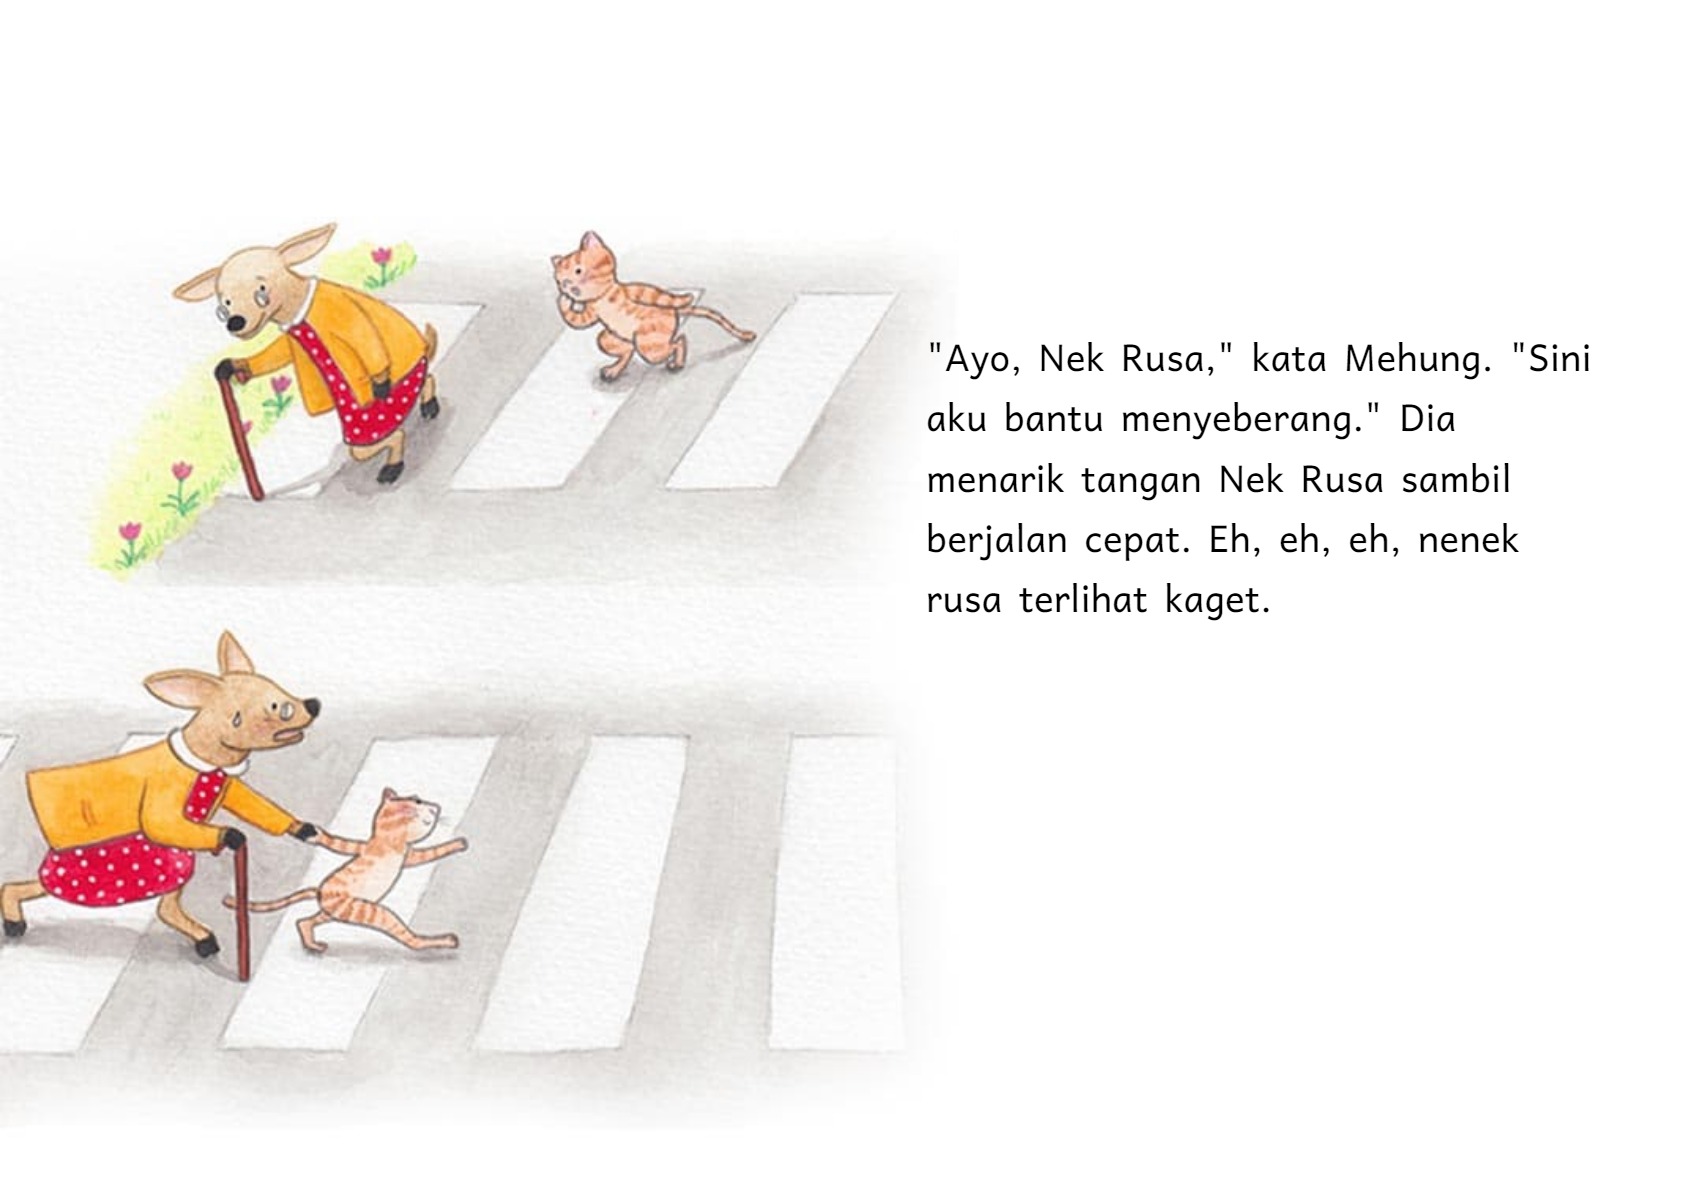 "Ayo, Nek Rusa," kata Mehung. "Sini
aku bantu menyeberang." Dia
menarik tangan Nek Rusa sambil
berjalan cepat. Eh, eh, eh, nenek
rusa terlihat kaget.